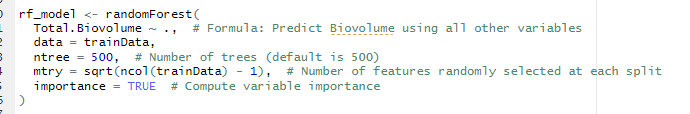 rf_model <- randomForest(
Total.Biovolume ~ ., # Formula: Predict Biovolume using all other variables
data = trainData,
ntree = 500, # Number of trees (default is 500)
mtry = sqrt(ncol(trainData) - 1), # Number of features randomly selected at each split
importance = TRUE # Compute variable importance
)